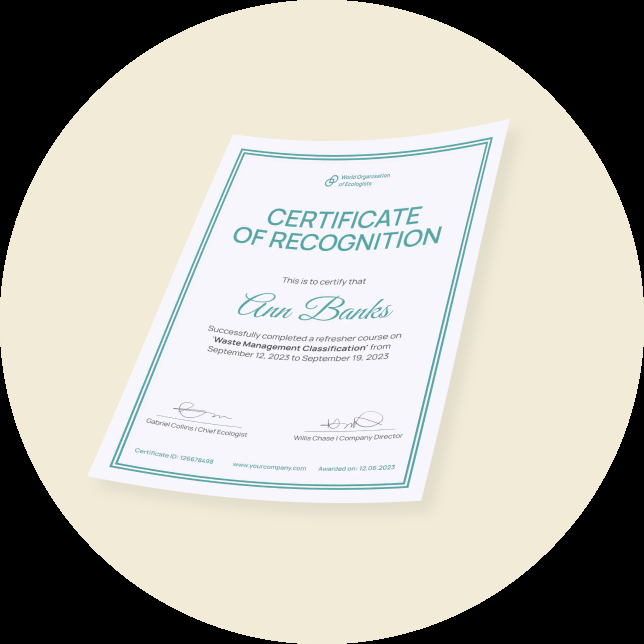 World Organisation
of Ecologists
CERTIFICATE
OF RECOGNITION
This is to certify that
Ann Banks
Successfully completed a refresher course on
'Waste Management Classification' from
September 12, 2023 to September 19, 2023
Gabriel Collins | Chief Ecologist
Willis Chase | Company Director
Certificate ID: 126678498
www.yourcompany.com
Awarded on: 12.06.2023